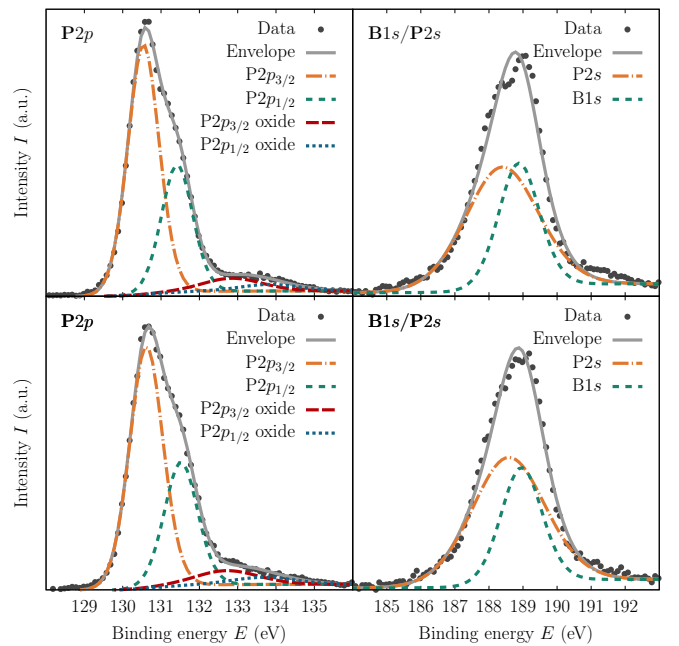 P2p
Data
Envelope
P2p3/2
P2p1/2
P2p3/2 oxide
P2p1/2 oxide
B1s/P2s
Data
Envelope
P2s
B1s
Intensity I (a.u.)
P2p
Data
Envelope
P2p3/2
P2p1/2
P2p3/2 oxide
P2p1/2 oxide
B1s/P2s
Data
Envelope
P2s
B1s
Intensity I (a.u.)
129 130 131 132 133 134 135
185 186 187 188 189 190 191 192
Binding energy E (eV)
Binding energy E (eV)